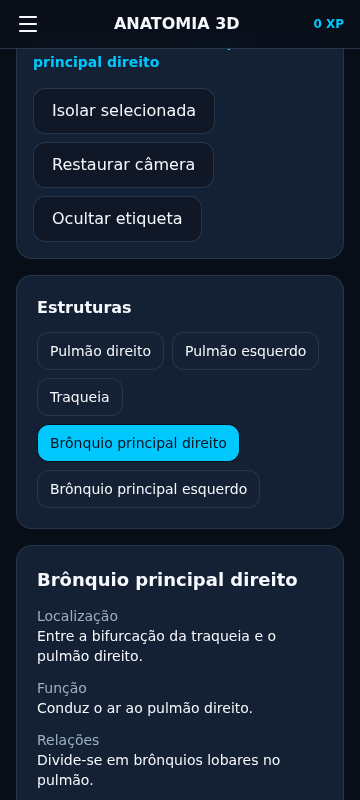 ANATOMIA 3D
0 XP
principal direito
Isolar selecionada
Restaurar câmera
Ocultar etiqueta
Estruturas
Pulmão direito
Pulmão esquerdo
Traqueia
Brônquio principal direito
Brônquio principal esquerdo
Brônquio principal direito
Localização
Entre a bifurcação da traqueia e o
pulmão direito.
Função
Conduz o ar ao pulmão direito.
Relações
Divide-se em brônquios lobares no
pulmão.